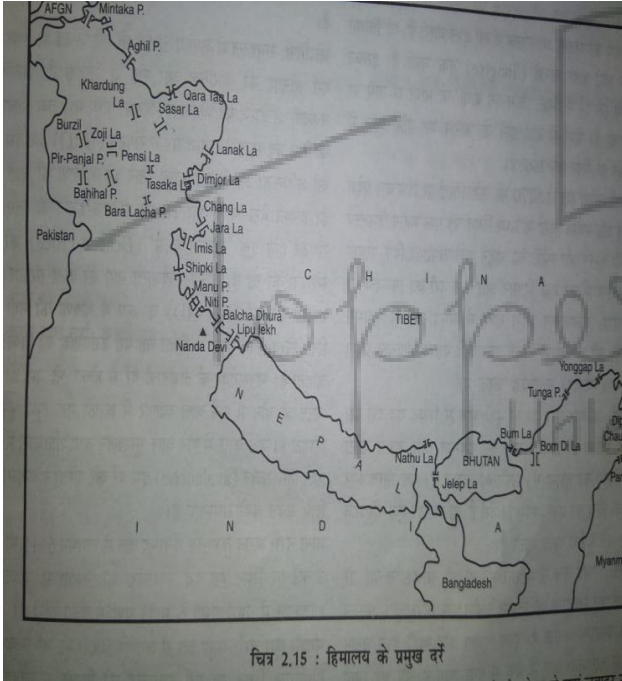 AFGN
Mintaka P.
Aghil P.
Khardung
La
Qara Tag La
Sasar La
Burzil
Zoji La
Lanak La
Pir-Panjal P.
Pensi La
Tasaka La
Dimjor La
Banihal P.
Bara Lacha P.
Chang La
Jara La
Pakistan
Imis La
Shipki La
C H I N A
Manu P.
Niti P.
Balcha Dhura
TIBET
Lipu lekh
Nanda Devi
Yonggap La
Tunga P.
N E P A L
Bum La
Bom Di La
Nathu La
BHUTAN
Jelep La
I N D I A
Myanm
Bangladesh
चित्र 2.15 : हिमालय के प्रमुख दर्रे